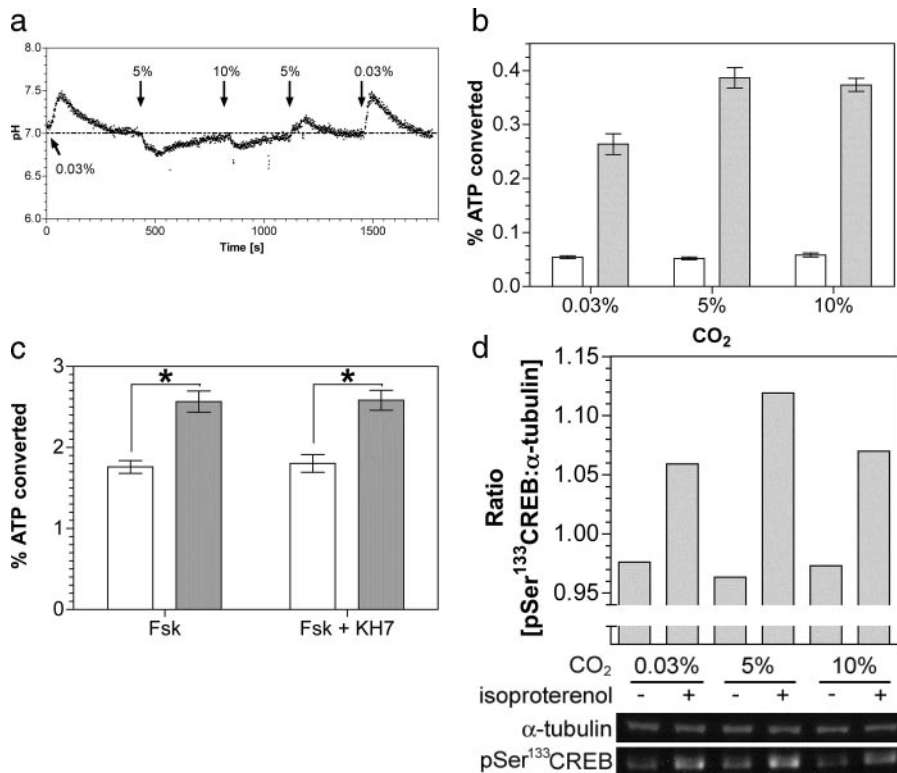 a
8.0
7.5
7.0
6.5
6.0
pH
5%
10%
5%
0.03%
0.03%
0
500
1000
1500
Time [s]
b
0.4
0.3
0.2
0.1
0.0
% ATP converted
0.03%
5%
10%
CO₂
c
3
2
1
0
% ATP converted
*
*
Fsk
Fsk + KH7
d
1.15
1.10
1.05
1.00
0.95
Ratio
[pSer¹³³CREB:α-tubulin]
CO₂ 0.03% 5% 10%
isoproterenol - + - + - +
α-tubulin
pSer¹³³CREB